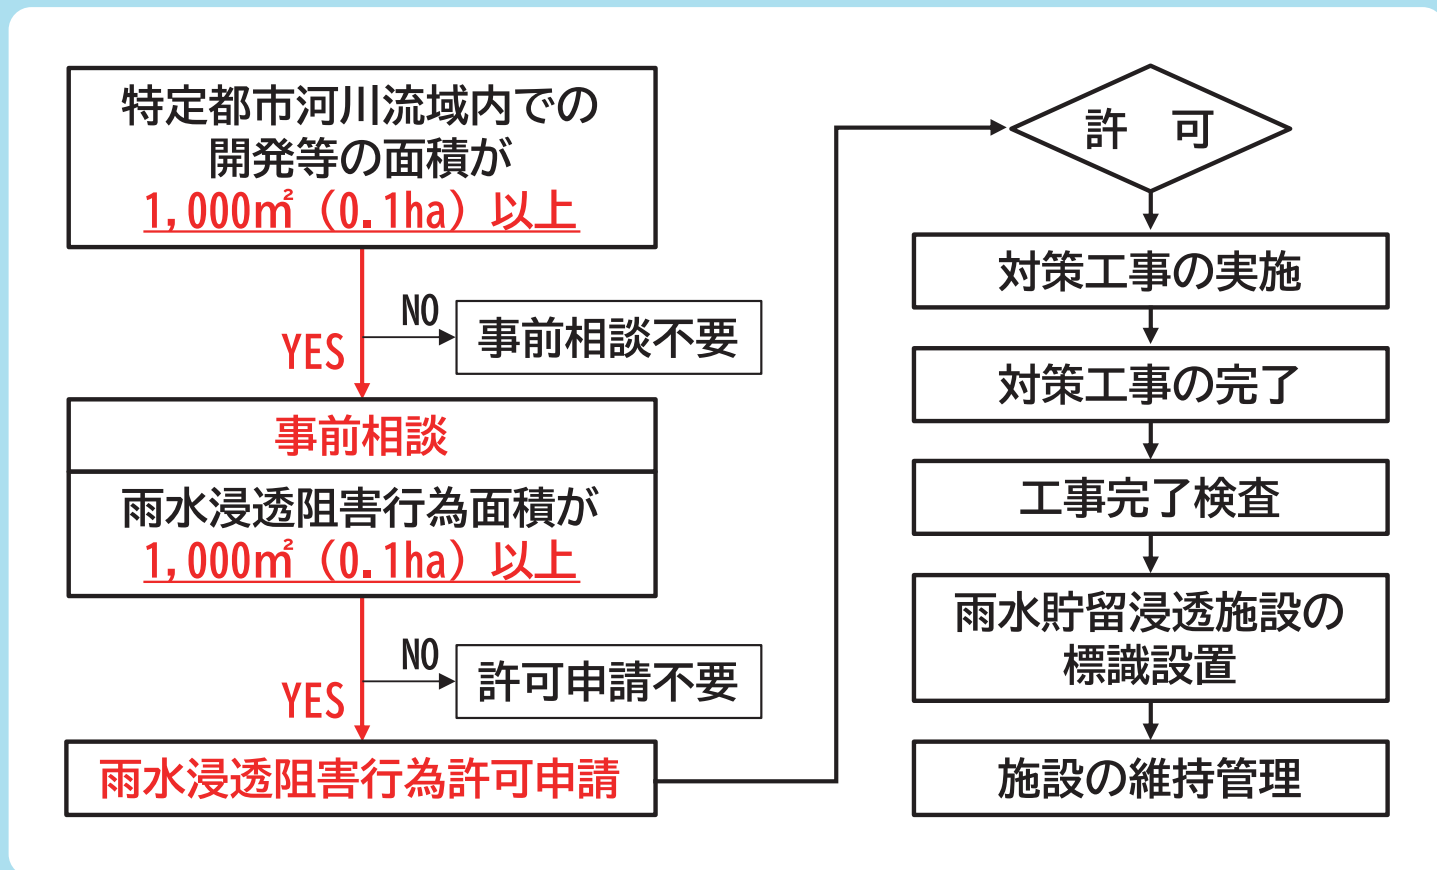 特定都市河川流域内での
開発等の面積が
1,000㎡（0.1ha）以上
NO
事前相談不要
YES
事前相談
雨水浸透阻害行為面積が
1,000㎡（0.1ha）以上
NO
許可申請不要
YES
雨水浸透阻害行為許可申請
許　可
対策工事の実施
対策工事の完了
工事完了検査
雨水貯留浸透施設の
標識設置
施設の維持管理